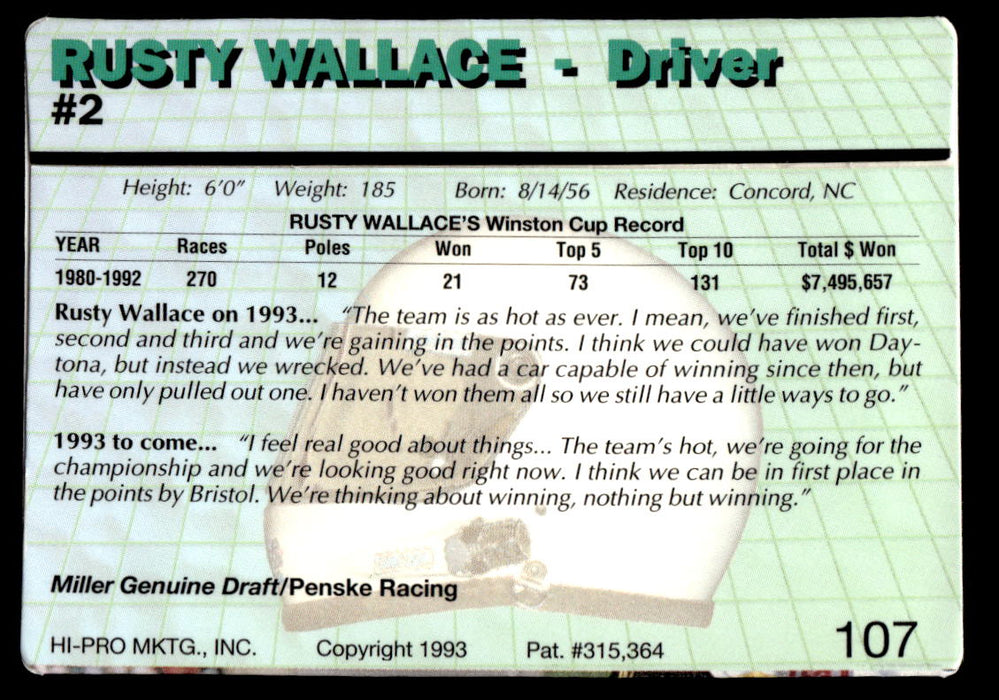 RUSTY WALLACE - Driver
#2
Height: 6'0" Weight: 185 Born: 8/14/56 Residence: Concord, NC
RUSTY WALLACE'S Winston Cup Record
YEAR Races Poles Won Top 5 Top 10 Total $ Won
1980-1992 270 12 21 73 131 $7,495,657
Rusty Wallace on 1993... "The team is as hot as ever. I mean, we've finished first,
second and third and we're gaining in the points. I think we could have won Day-
tona, but instead we wrecked. We've had a car capable of winning since then, but
have only pulled out one. I haven't won them all so we still have a little ways to go."
1993 to come... "I feel real good about things... The team's hot, we're going for the
championship and we're looking good right now. I think we can be in first place in
the points by Bristol. We're thinking about winning, nothing but winning."
Miller Genuine Draft/Penske Racing
HI-PRO MKTG., INC. Copyright 1993 Pat. #315,364 107